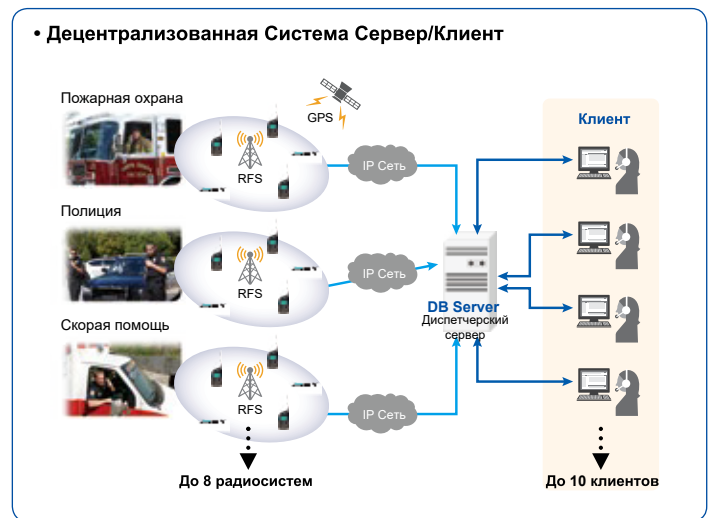 • Децентрализованная Система Сервер/Клиент
Пожарная охрана
GPS
Клиент
RFS
IP Сеть
Полиция
RFS
IP Сеть
DB Server
Диспетчерский
сервер
Скорая помощь
RFS
IP Сеть
До 8 радиосистем
До 10 клиентов